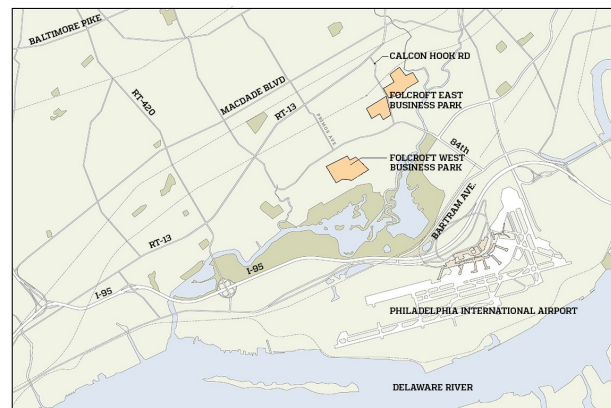 BALTIMORE PIKE
CALCON HOOK RD
RT-420
MACDADE BLVD
FOLCROFT EAST
BUSINESS PARK
RT-13
PRIMOS AVE
84th
FOLCROFT WEST
BUSINESS PARK
BARTRAM AVE.
RT-13
I-95
I-95
PHILADELPHIA INTERNATIONAL AIRPORT
DELAWARE RIVER